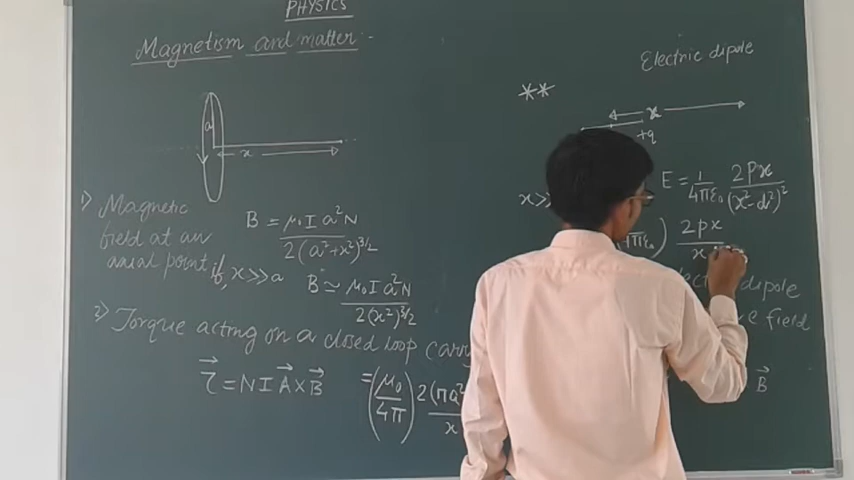 PHYSICS
Magnetism and matter
a
x
1) Magnetic
field at an
axial point
B = μ₀Ia²N / 2(a²+x²)^3/2
if, x>>a B ≃ μ₀Ia²N / 2(x²)^3/2
2) Torque acting on a closed loop
τ⃗ = NI A⃗ × B⃗
= (μ₀/4π) 2(πa² / x
**
Electric dipole
x
+q
E = 1/4πε₀ 2Px/(x²-d²)²
x>>
4πε₀) 2px / x
dipole
field
B⃗